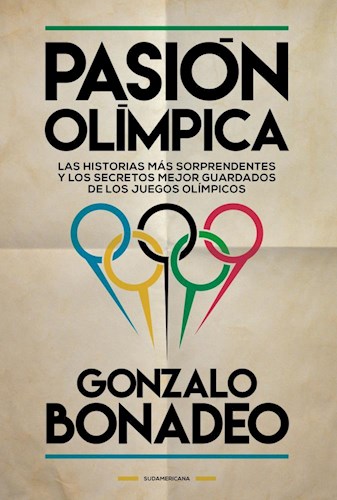 PASIÓN
OLÍMPICA
LAS HISTORIAS MÁS SORPRENDENTES
Y LOS SECRETOS MEJOR GUARDADOS
DE LOS JUEGOS OLÍMPICOS
GONZALO
BONADEO
SUDAMERICANA